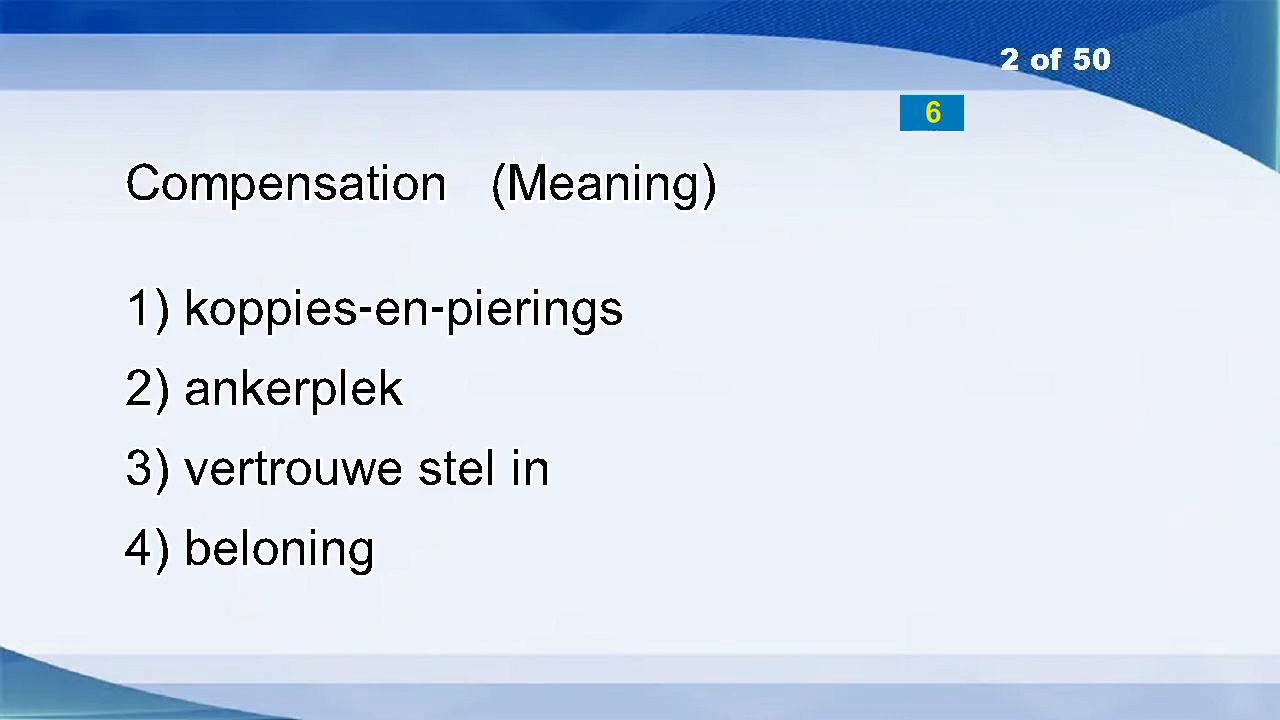 2 of 50
6
Compensation (Meaning)
1) koppies-en-pierings
2) ankerplek
3) vertrouwe stel in
4) beloning